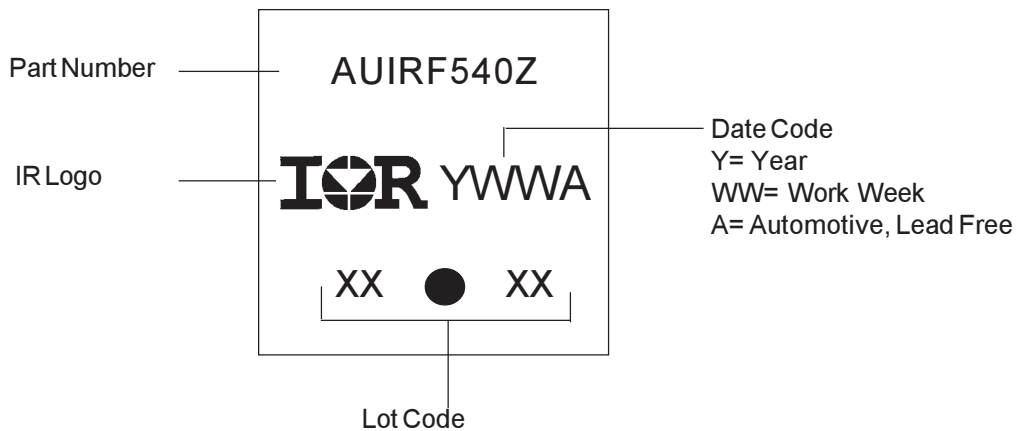 Part Number
AUIRF540Z
IR Logo
IOR YWWA
Date Code
Y= Year
WW= Work Week
A= Automotive, Lead Free
XX ● XX
Lot Code